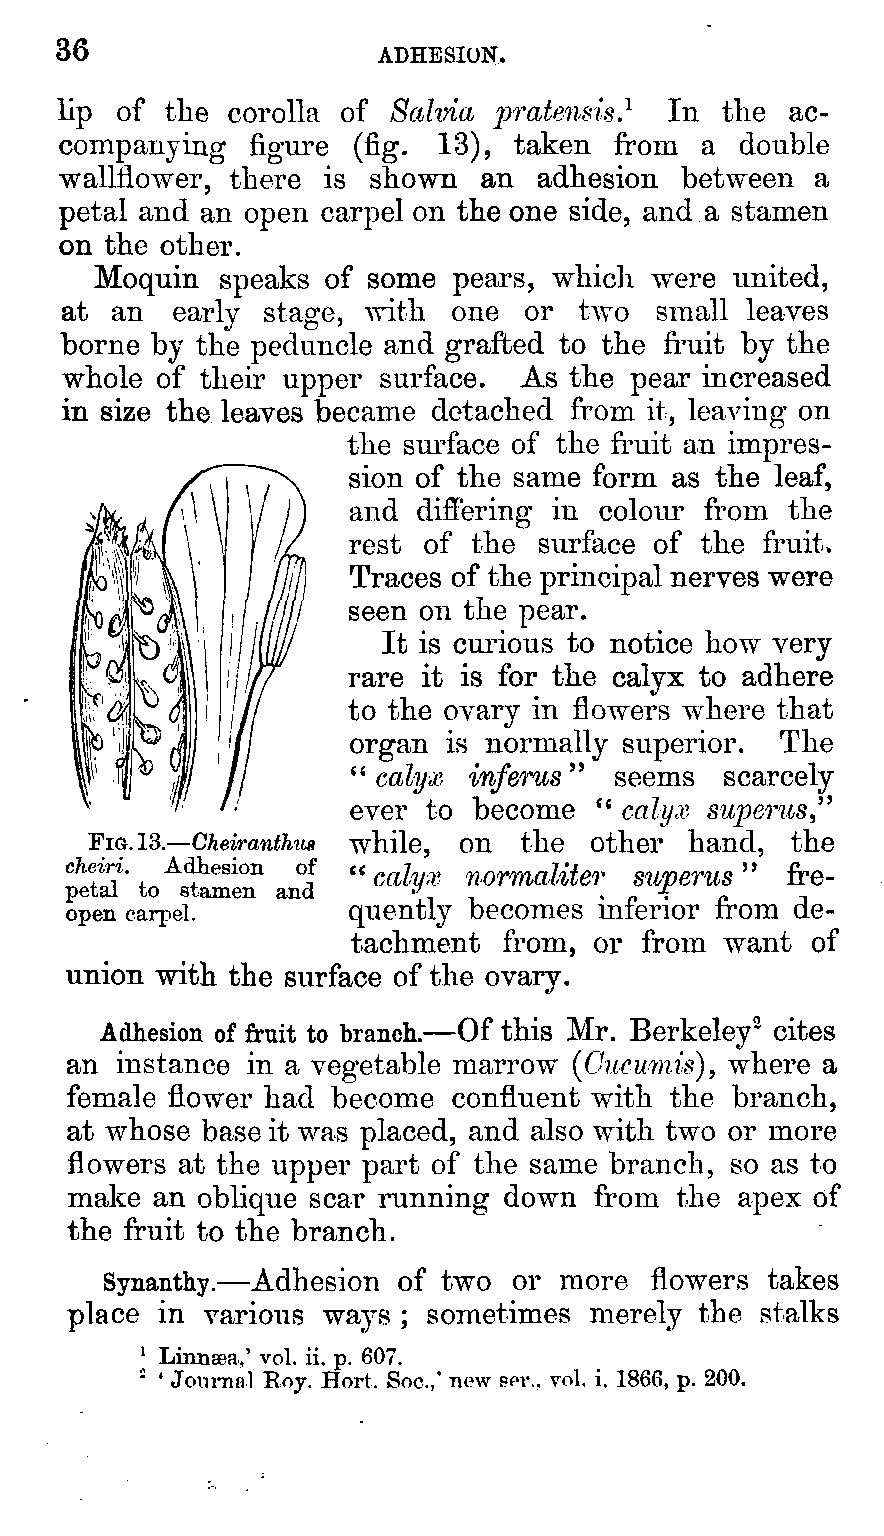 36 ADHESION.
lip of the corolla of Salvia pratensis.¹ In the ac-
companying figure (fig. 13), taken from a double
wallflower, there is shown an adhesion between a
petal and an open carpel on the one side, and a stamen
on the other.
Moquin speaks of some pears, which were united,
at an early stage, with one or two small leaves
borne by the peduncle and grafted to the fruit by the
whole of their upper surface. As the pear increased
in size the leaves became detached from it, leaving on
the surface of the fruit an impres-
sion of the same form as the leaf,
and differing in colour from the
rest of the surface of the fruit.
Traces of the principal nerves were
seen on the pear.
It is curious to notice how very
rare it is for the calyx to adhere
to the ovary in flowers where that
organ is normally superior. The
“calyx inferus” seems scarcely
ever to become “calyx superus,”
while, on the other hand, the
“calyx normaliter superus” fre-
quently becomes inferior from de-
tachment from, or from want of
union with the surface of the ovary.
FIG. 13.—Cheiranthus
cheiri. Adhesion of
petal to stamen and
open carpel.
Adhesion of fruit to branch.—Of this Mr. Berkeley² cites
an instance in a vegetable marrow (Cucumis), where a
female flower had become confluent with the branch,
at whose base it was placed, and also with two or more
flowers at the upper part of the same branch, so as to
make an oblique scar running down from the apex of
the fruit to the branch.
Synanthy.—Adhesion of two or more flowers takes
place in various ways; sometimes merely the stalks
¹ Linnæa,’ vol. ii. p. 607.
² ‘Journal Roy. Hort. Soc.,’ new ser., vol. i. 1866, p. 200.